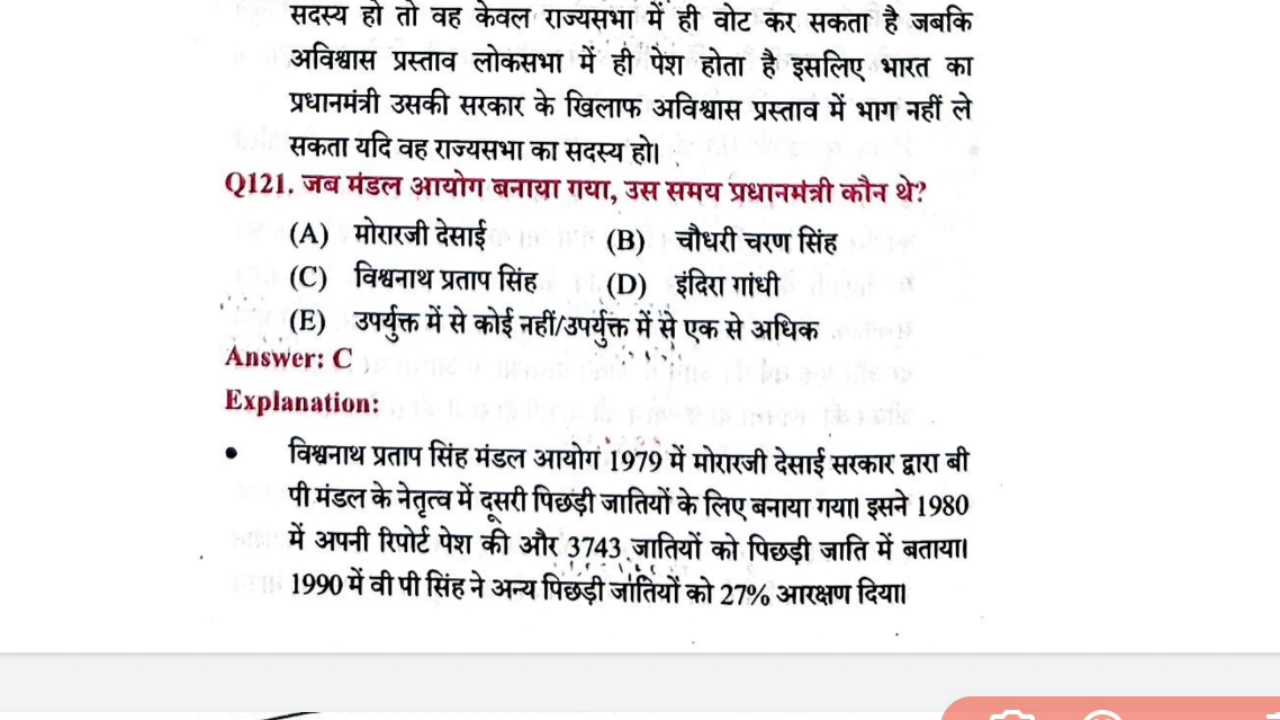 सदस्य हो तो वह केवल राज्यसभा में ही वोट कर सकता है जबकि
अविश्वास प्रस्ताव लोकसभा में ही पेश होता है इसलिए भारत का
प्रधानमंत्री उसकी सरकार के खिलाफ अविश्वास प्रस्ताव में भाग नहीं ले
सकता यदि वह राज्यसभा का सदस्य हो।
Q121. जब मंडल आयोग बनाया गया, उस समय प्रधानमंत्री कौन थे?
(A) मोरारजी देसाई (B) चौधरी चरण सिंह
(C) विश्वनाथ प्रताप सिंह (D) इंदिरा गांधी
(E) उपर्युक्त में से कोई नहीं/उपर्युक्त में से एक से अधिक
Answer: C
Explanation:
• विश्वनाथ प्रताप सिंह मंडल आयोग 1979 में मोरारजी देसाई सरकार द्वारा बी
पी मंडल के नेतृत्व में दूसरी पिछड़ी जातियों के लिए बनाया गया। इसने 1980
में अपनी रिपोर्ट पेश की और 3743 जातियों को पिछड़ी जाति में बताया।
1990 में वी पी सिंह ने अन्य पिछड़ी जातियों को 27% आरक्षण दिया।